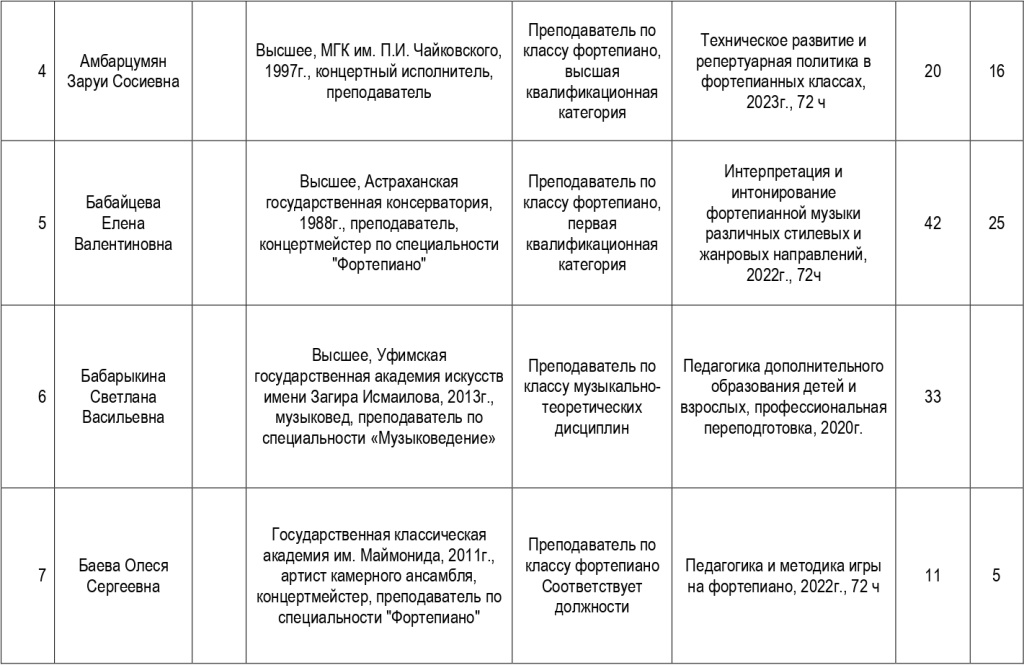 4
Амбарцумян
Заруи Сосиевна
Высшее, МГК им. П.И. Чайковского,
1997г., концертный исполнитель,
преподаватель
Преподаватель по
классу фортепиано,
высшая
квалификационная
категория
Техническое развитие и
репертуарная политика в
фортепианных классах,
2023г., 72 ч
20
16
5
Бабайцева
Елена
Валентиновна
Высшее, Астраханская
государственная консерватория,
1988г., преподаватель,
концертмейстер по специальности
"Фортепиано"
Преподаватель по
классу фортепиано,
первая
квалификационная
категория
Интерпретация и
интонирование
фортепианной музыки
различных стилевых и
жанровых направлений,
2022г., 72ч
42
25
6
Бабарыкина
Светлана
Васильевна
Высшее, Уфимская
государственная академия искусств
имени Загира Исмаилова, 2013г.,
музыковед, преподаватель по
специальности «Музыковедение»
Преподаватель по
классу музыкально-
теоретических
дисциплин
Педагогика дополнительного
образования детей и
взрослых, профессиональная
переподготовка, 2020г.
33
7
Баева Олеся
Сергеевна
Государственная классическая
академия им. Маймонида, 2011г.,
артист камерного ансамбля,
концертмейстер, преподаватель по
специальности "Фортепиано"
Преподаватель по
классу фортепиано
Соответствует
должности
Педагогика и методика игры
на фортепиано, 2022г., 72 ч
11
5